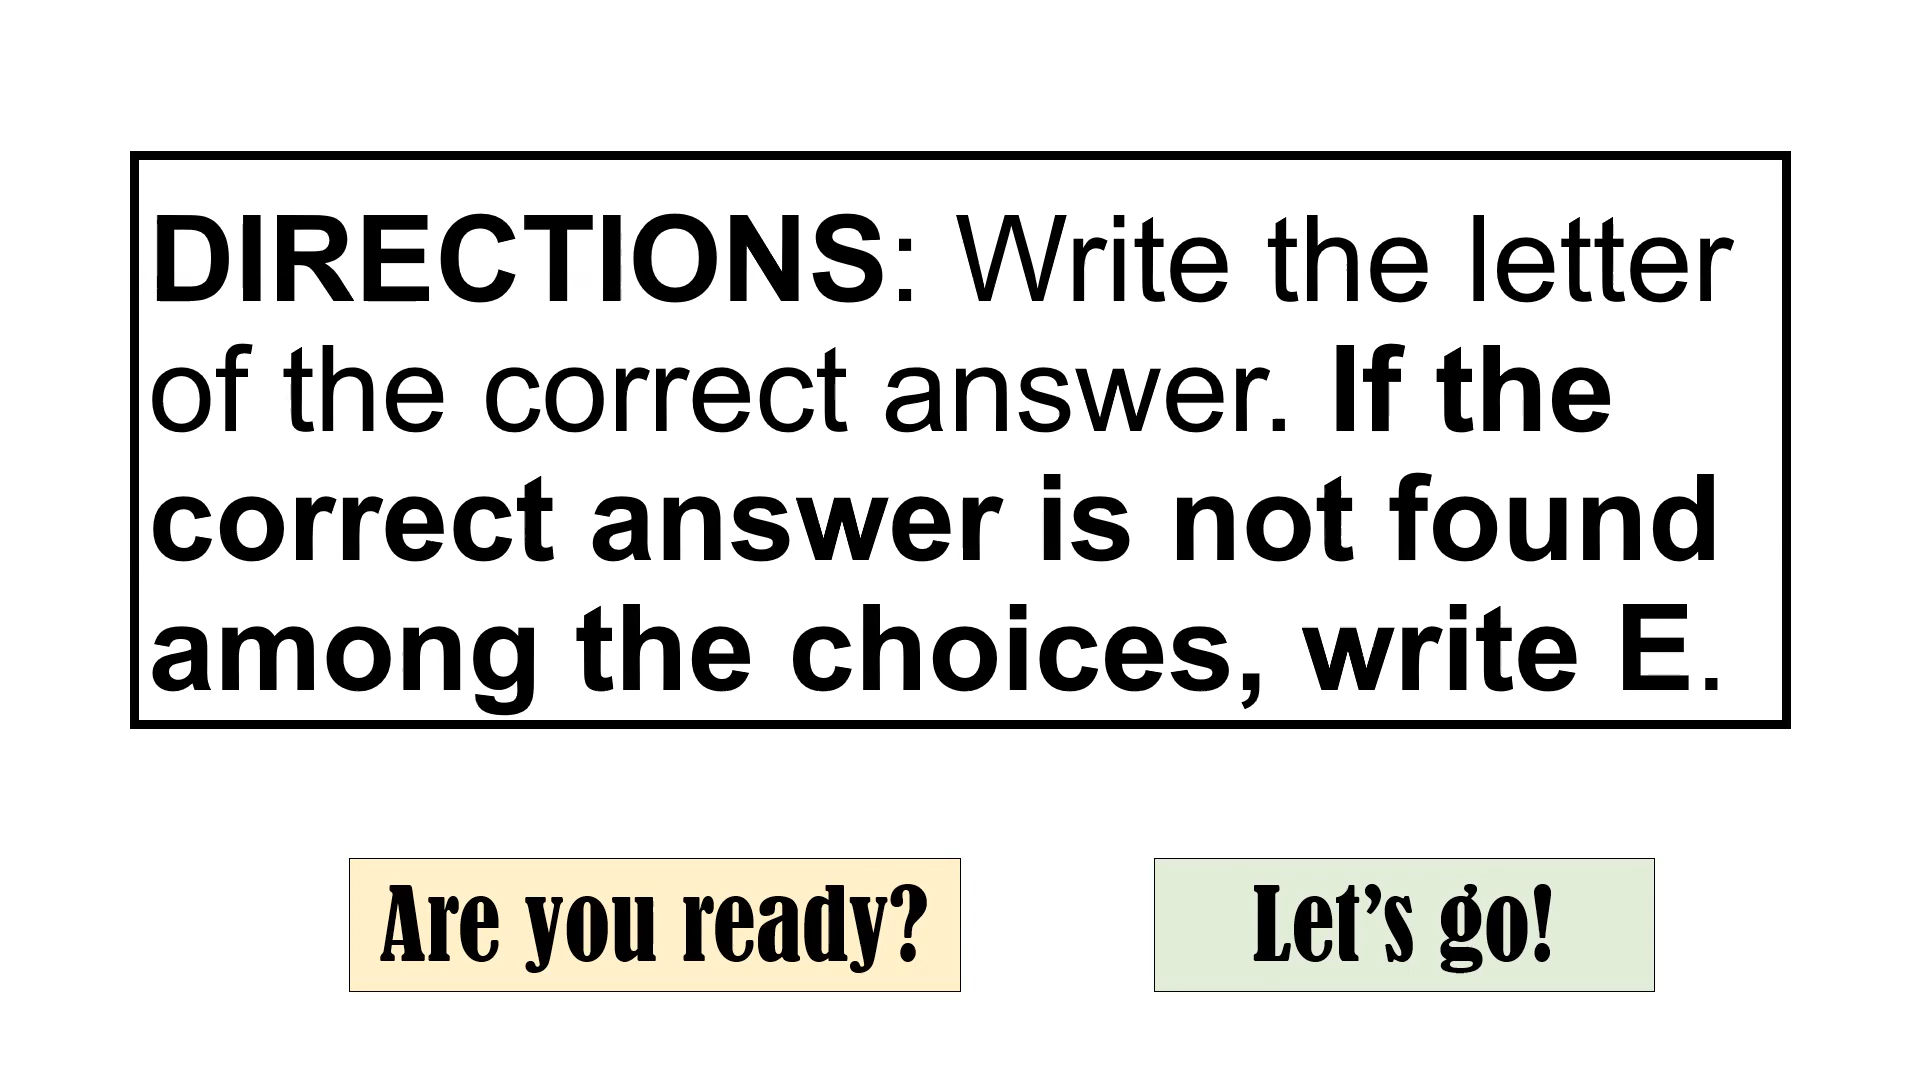 DIRECTIONS: Write the letter
of the correct answer. If the
correct answer is not found
among the choices, write E.
Are you ready?
Let’s go!